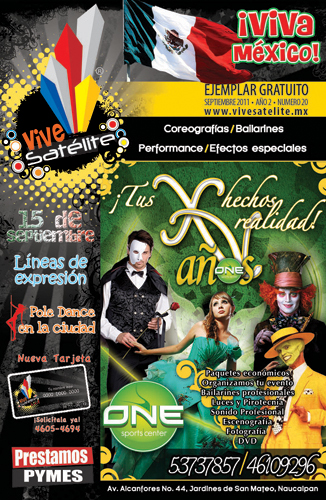 ¡Viva
México!
EJEMPLAR GRATUITO
SEPTIEMBRE 2011 • AÑO 2 • NUMERO 20
www.vivesatelite.mx
Vive
Satélite
®
Coreografías/Bailarines
Performance/Efectos especiales
15 de
septiembre
Líneas de
expresión
Pole Dance
en la ciudad
Nueva Tarjeta
¡Solicítala ya!
4605-4694
Prestamos
PYMES
¡Tus XV años hechos
realidad!
ONE
Paquetes económicos
Organizamos tu evento
Bailarines profesionales
Luces y Pirotecnia
Sonido Profesional
Escenografía
Fotografía
DVD
ONE
sports center
53737857/46109296
Av. Alcanfores No. 44, Jardines de San Mateo, Naucalpan